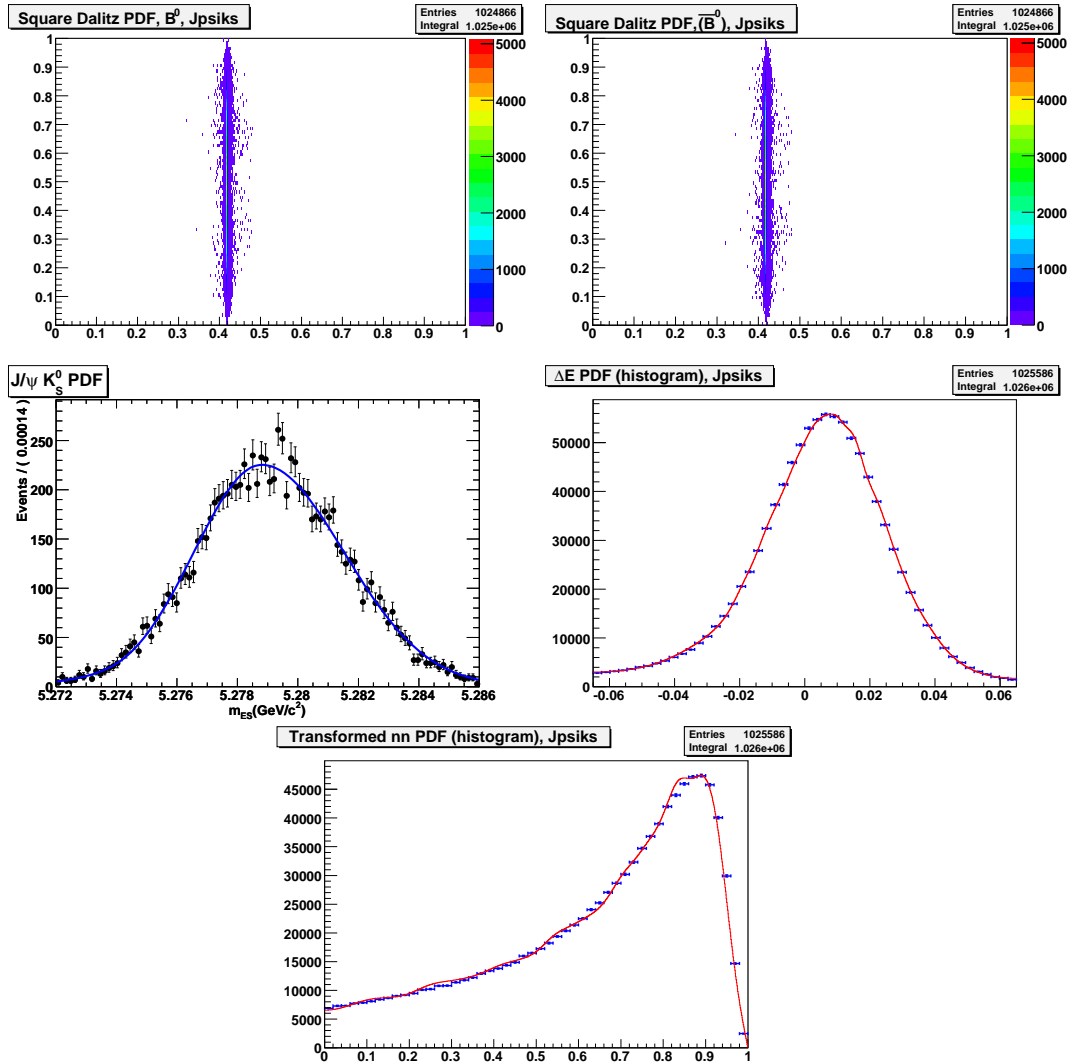 Square Dalitz PDF, B⁰, Jpsiks
Entries 1024866
Integral 1.025e+06
1
0.9
0.8
0.7
0.6
0.5
0.4
0.3
0.2
0.1
0
0 0.1 0.2 0.3 0.4 0.5 0.6 0.7 0.8 0.9 1
5000
4000
3000
2000
1000
0
Square Dalitz PDF,(B̅⁰), Jpsiks
Entries 1024866
Integral 1.025e+06
1
0.9
0.8
0.7
0.6
0.5
0.4
0.3
0.2
0.1
0
0 0.1 0.2 0.3 0.4 0.5 0.6 0.7 0.8 0.9 1
5000
4000
3000
2000
1000
0
J/ψ K⁰_S PDF
Events / ( 0.00014 )
250
200
150
100
50
0
5.272 5.274 5.276 5.278 5.28 5.282 5.284 5.286
m_ES(GeV/c²)
ΔE PDF (histogram), Jpsiks
Entries 1025586
Integral 1.026e+06
50000
40000
30000
20000
10000
0
-0.06 -0.04 -0.02 0 0.02 0.04 0.06
Transformed nn PDF (histogram), Jpsiks
Entries 1025586
Integral 1.026e+06
45000
40000
35000
30000
25000
20000
15000
10000
5000
0
0 0.1 0.2 0.3 0.4 0.5 0.6 0.7 0.8 0.9 1